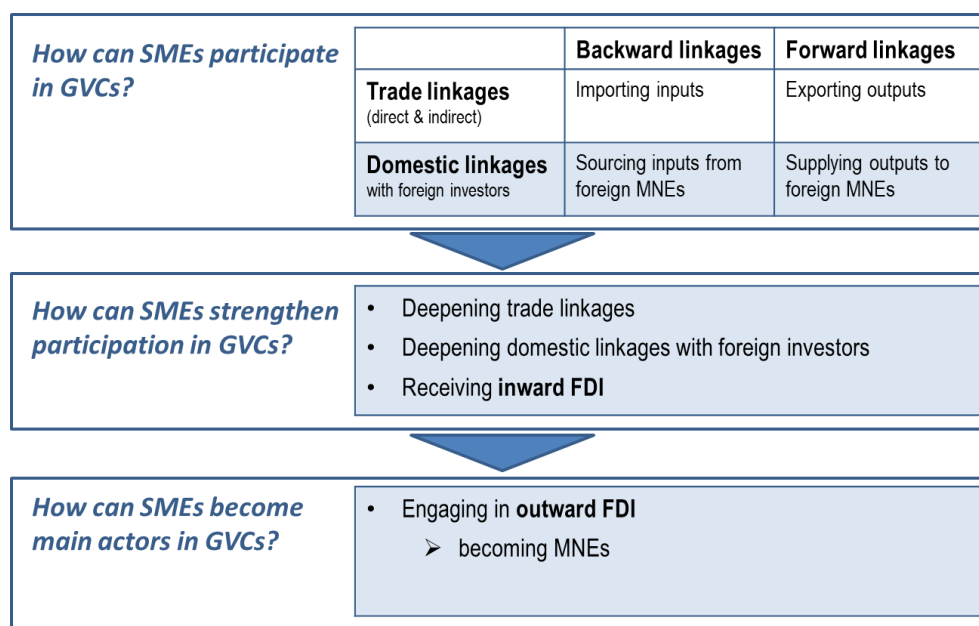 How can SMEs participate
in GVCs?
Backward linkages
Forward linkages
Trade linkages
(direct & indirect)
Importing inputs
Exporting outputs
Domestic linkages
with foreign investors
Sourcing inputs from
foreign MNEs
Supplying outputs to
foreign MNEs
How can SMEs strengthen
participation in GVCs?
• Deepening trade linkages
• Deepening domestic linkages with foreign investors
• Receiving inward FDI
How can SMEs become
main actors in GVCs?
• Engaging in outward FDI
➢ becoming MNEs